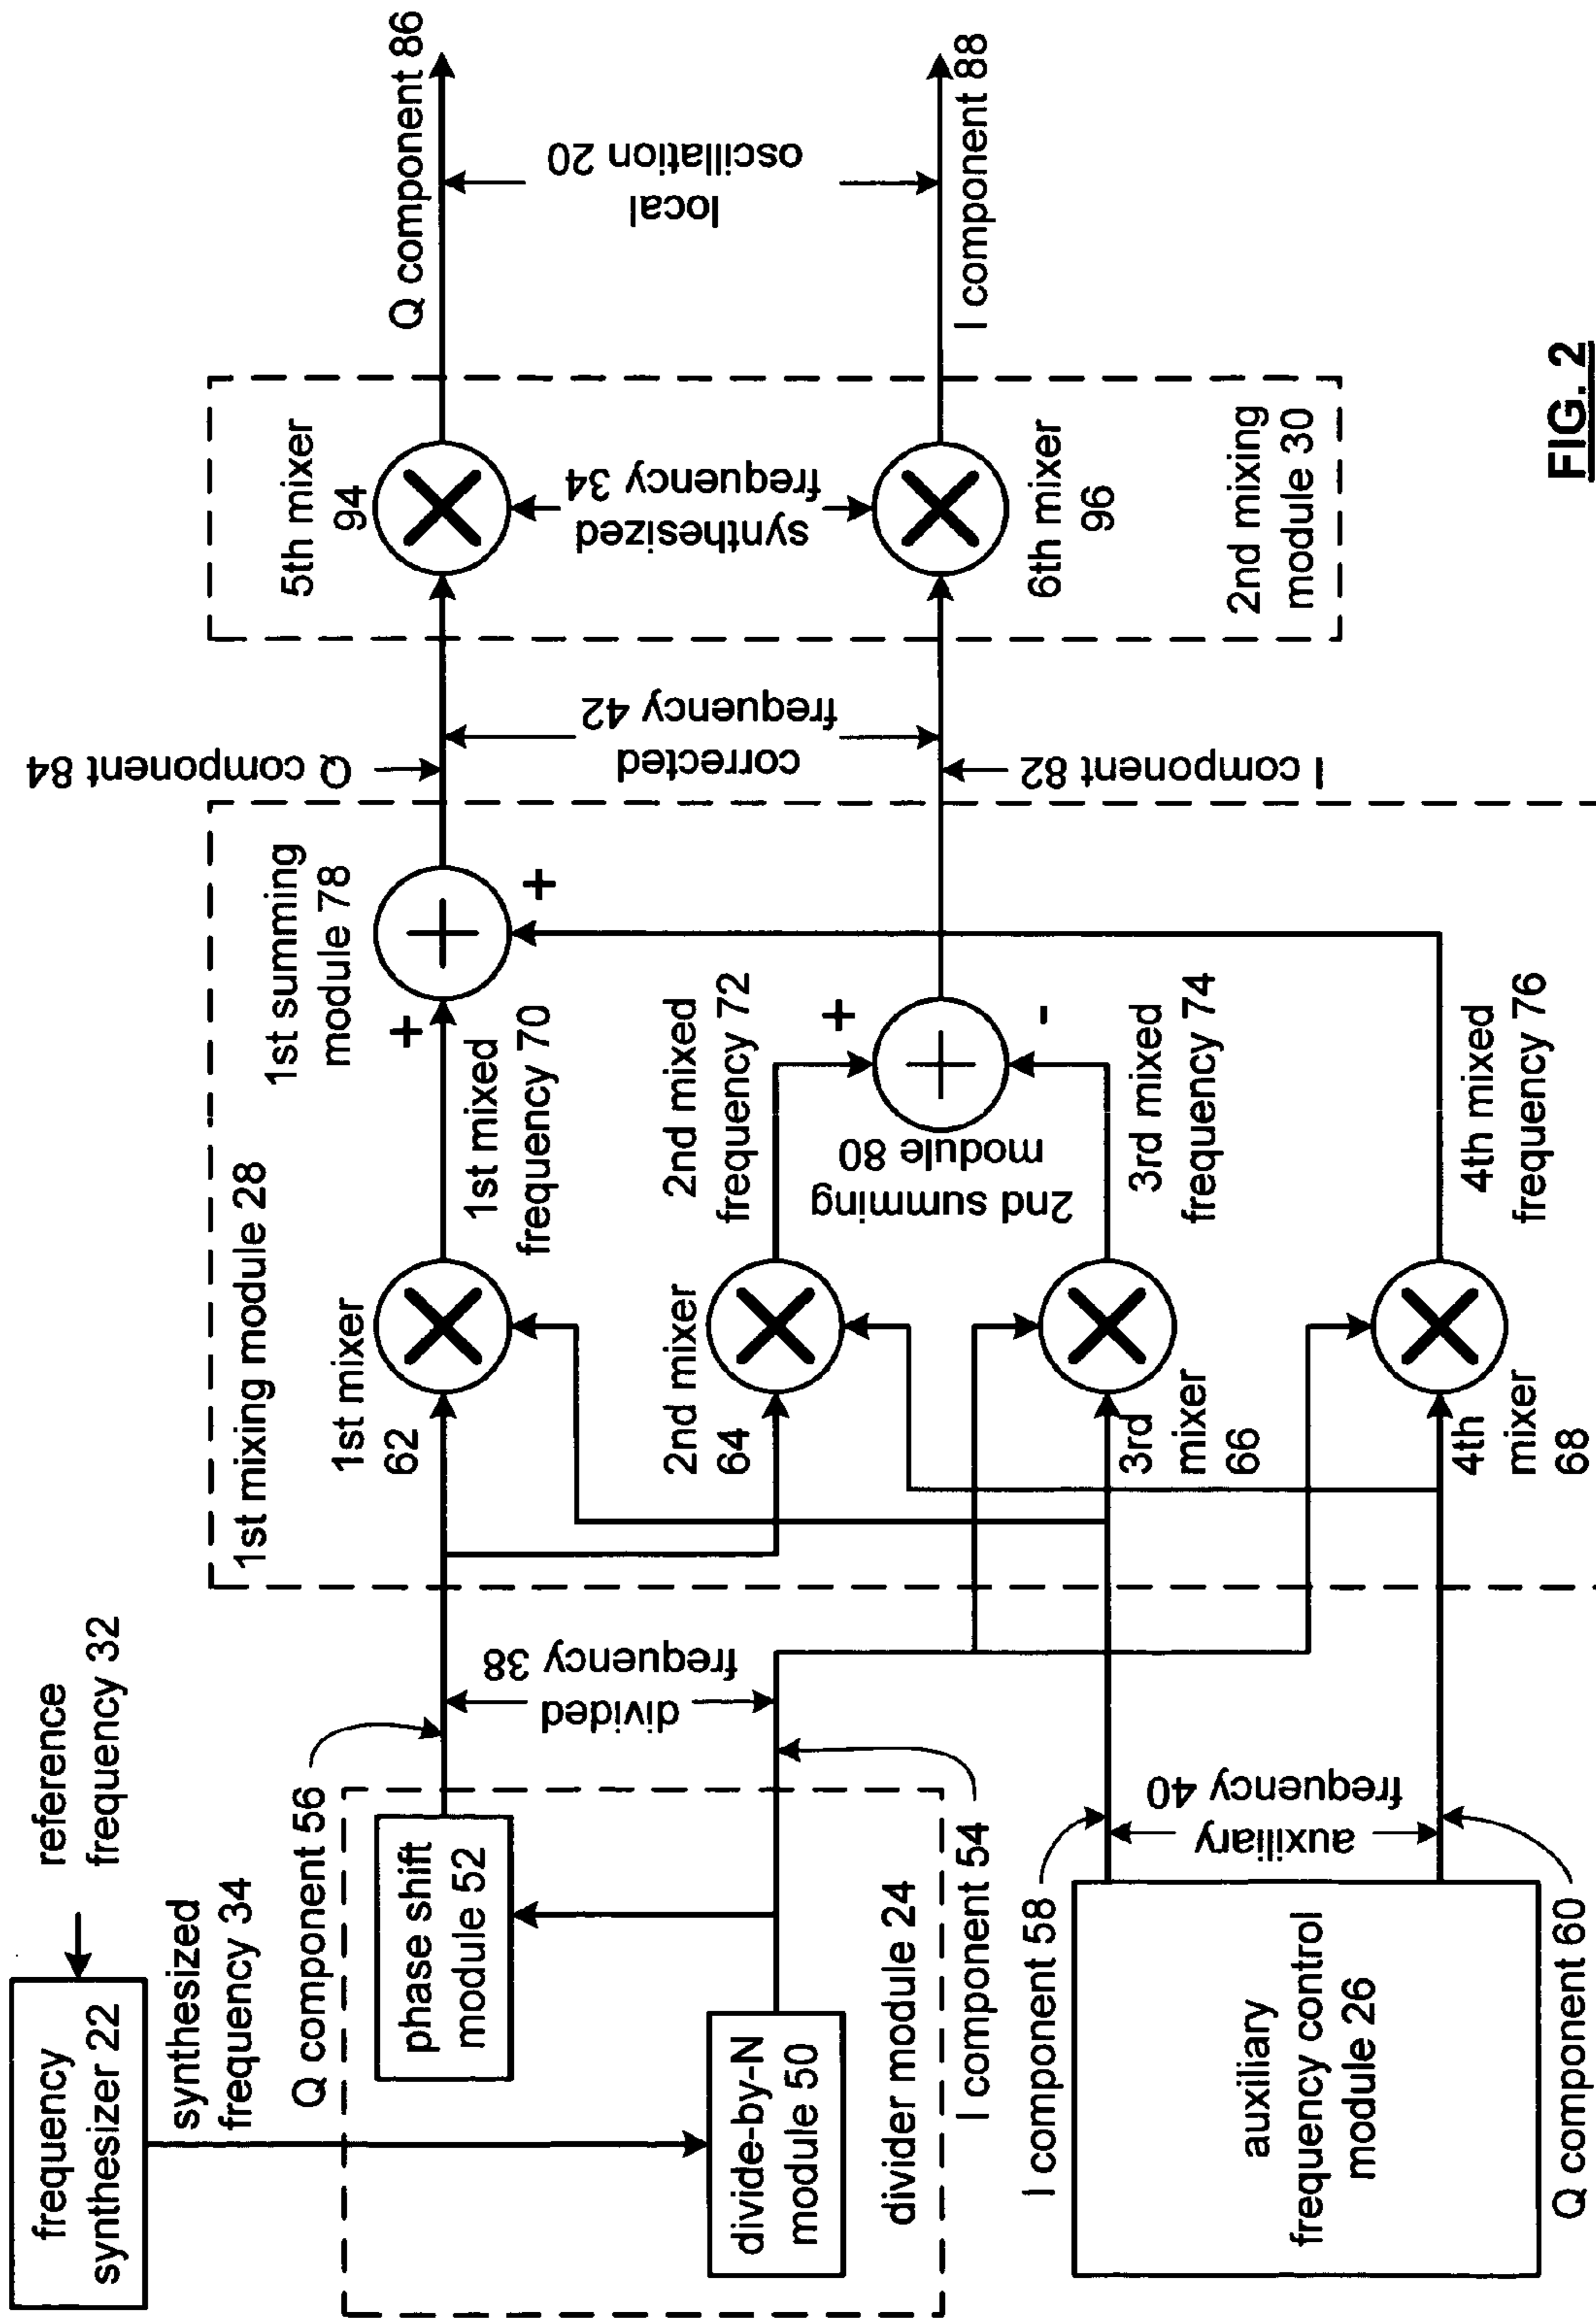 frequency
synthesizer 22
reference
frequency 32
synthesized
frequency 34
Q component 56
phase shift
module 52
divide-by-N
module 50
divider module 24
I component 54
divided
frequency 38
I component 58
auxiliary
frequency control
module 26
auxiliary
frequency 40
Q component 60
1st mixing module 28
1st mixer
62
2nd mixer
64
3rd
mixer
66
4th
mixer
68
1st mixed
frequency 70
2nd mixed
frequency 72
2nd summing
module 80
3rd mixed
frequency 74
4th mixed
frequency 76
1st summing
module 78
+
+
+
-
Q component 84
corrected
frequency 42
I component 82
5th mixer
94
synthesized
frequency 34
6th mixer
96
2nd mixing
module 30
Q component 86
local
oscillation 20
I component 88
FIG. 2